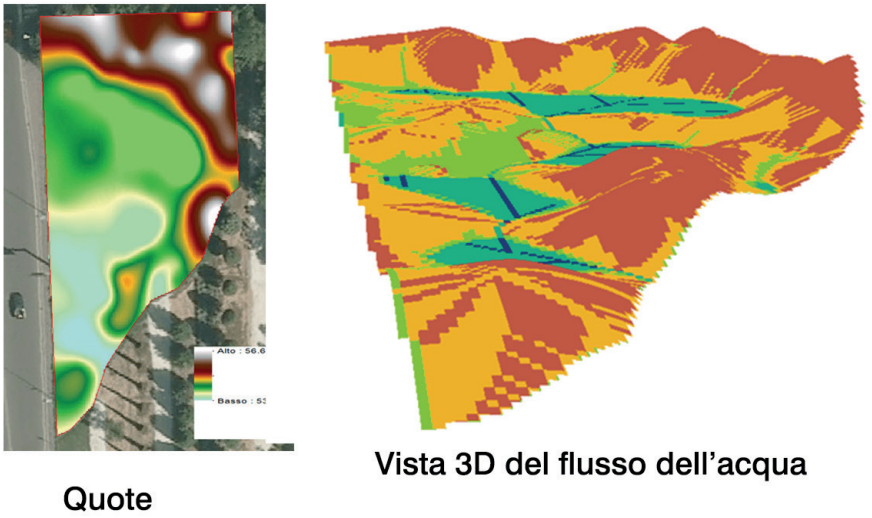 Alto : 56.6
Basso : 53
Vista 3D del flusso dell’acqua
Quote